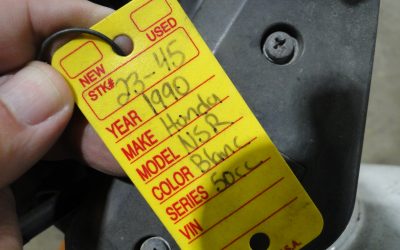 NEW USED
STK# 23-45
YEAR 1990
MAKE Honda
MODEL NSR
COLOR Blanc
SERIES 50cc.
VIN